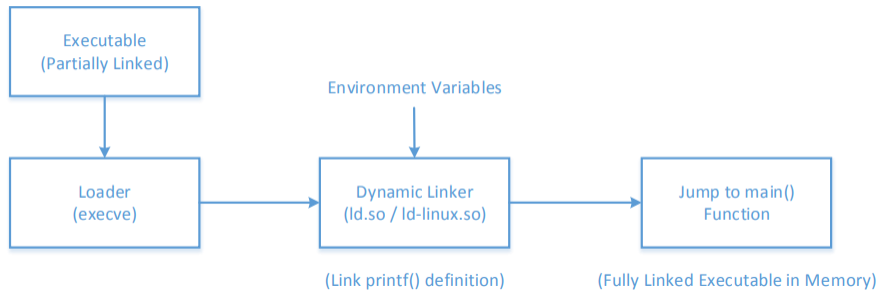 Executable
(Partially Linked)
Environment Variables
Loader
(execve)
Dynamic Linker
(ld.so / ld-linux.so)
Jump to main()
Function
(Link printf() definition)
(Fully Linked Executable in Memory)